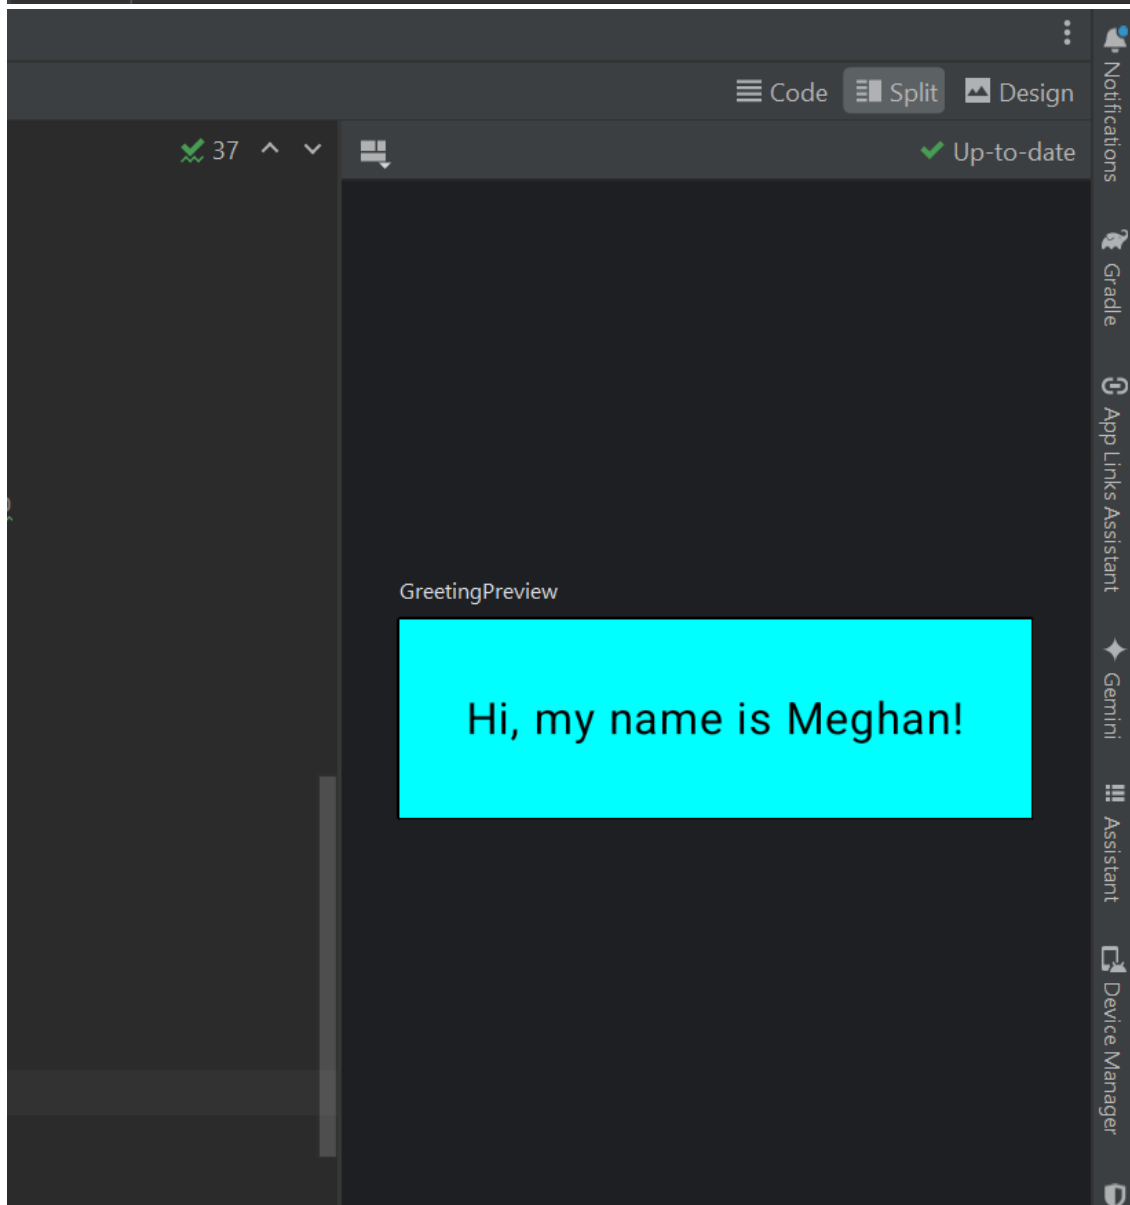 Code Split Design
37
Up-to-date
GreetingPreview
Hi, my name is Meghan!
Notifications
Gradle
App Links Assistant
Gemini
Assistant
Device Manager